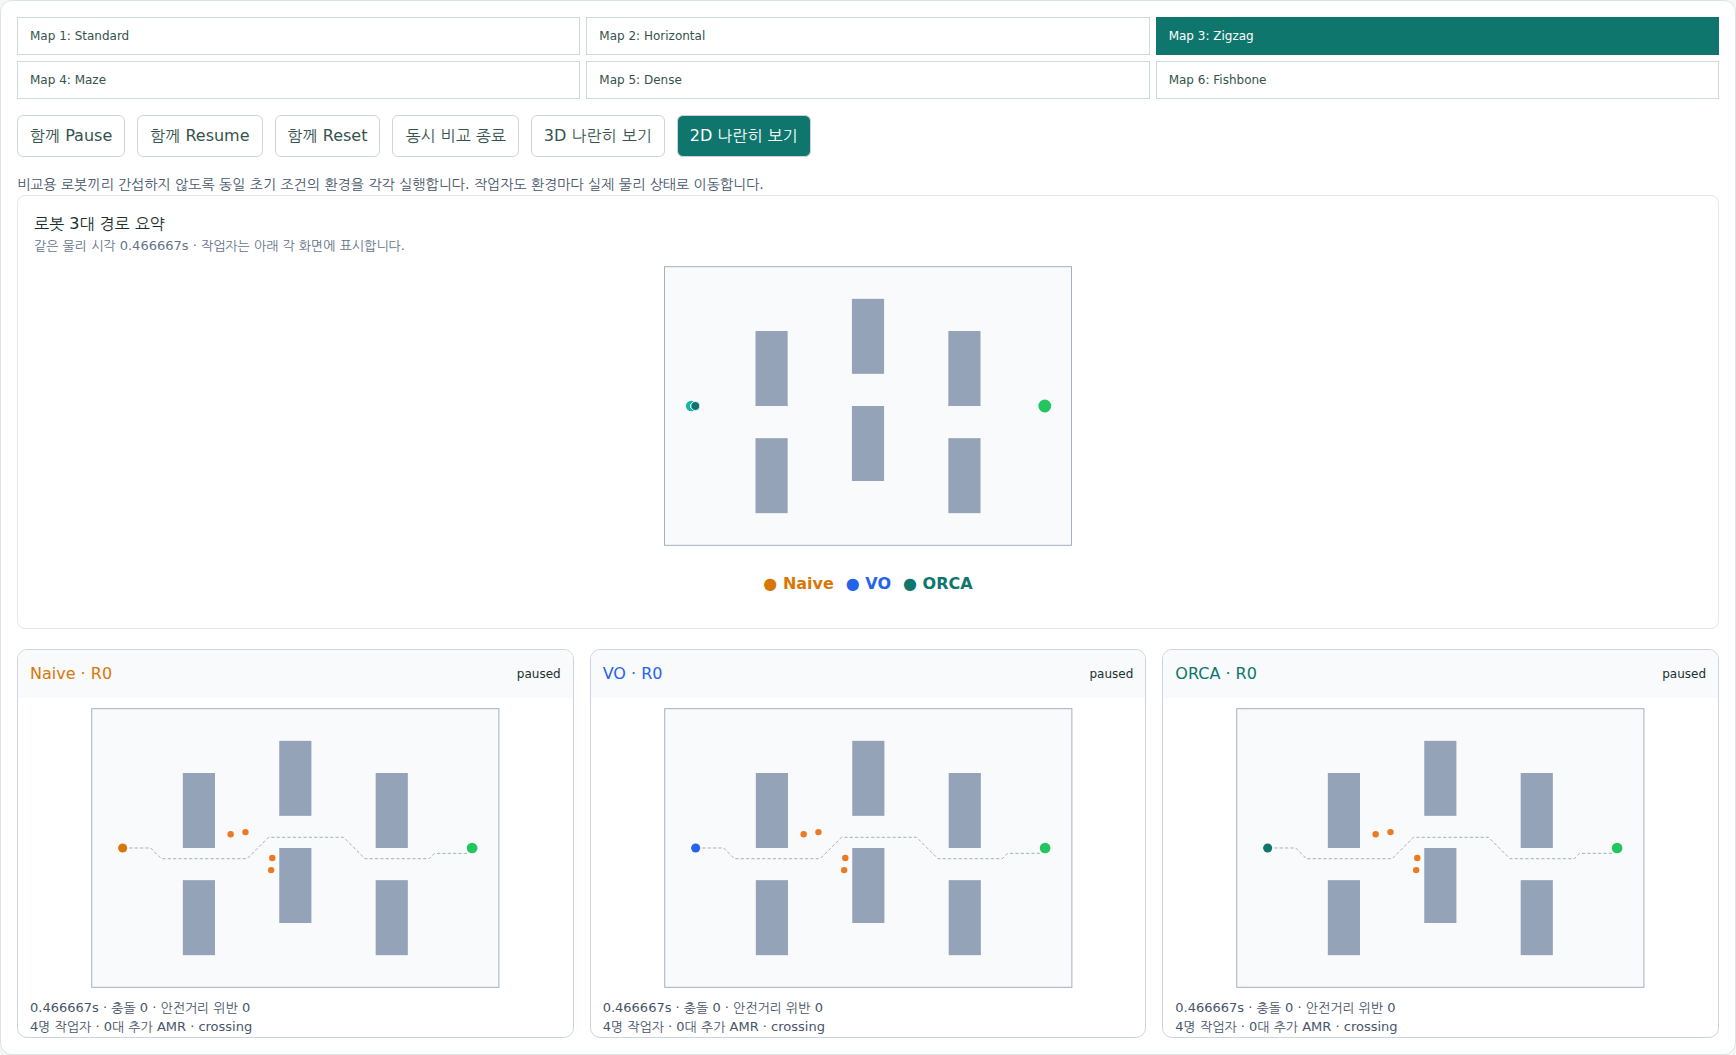 Map 1: Standard
Map 2: Horizontal
Map 3: Zigzag
Map 4: Maze
Map 5: Dense
Map 6: Fishbone
함께 Pause
함께 Resume
함께 Reset
동시 비교 종료
3D 나란히 보기
2D 나란히 보기
비교용 로봇끼리 간섭하지 않도록 동일 초기 조건의 환경을 각각 실행합니다. 작업자도 환경마다 실제 물리 상태로 이동합니다.
로봇 3대 경로 요약
같은 물리 시각 0.466667s · 작업자는 아래 각 화면에 표시합니다.
● Naive ● VO ● ORCA
Naive · R0
paused
VO · R0
paused
ORCA · R0
paused
0.466667s · 충돌 0 · 안전거리 위반 0
4명 작업자 · 0대 추가 AMR · crossing
0.466667s · 충돌 0 · 안전거리 위반 0
4명 작업자 · 0대 추가 AMR · crossing
0.466667s · 충돌 0 · 안전거리 위반 0
4명 작업자 · 0대 추가 AMR · crossing